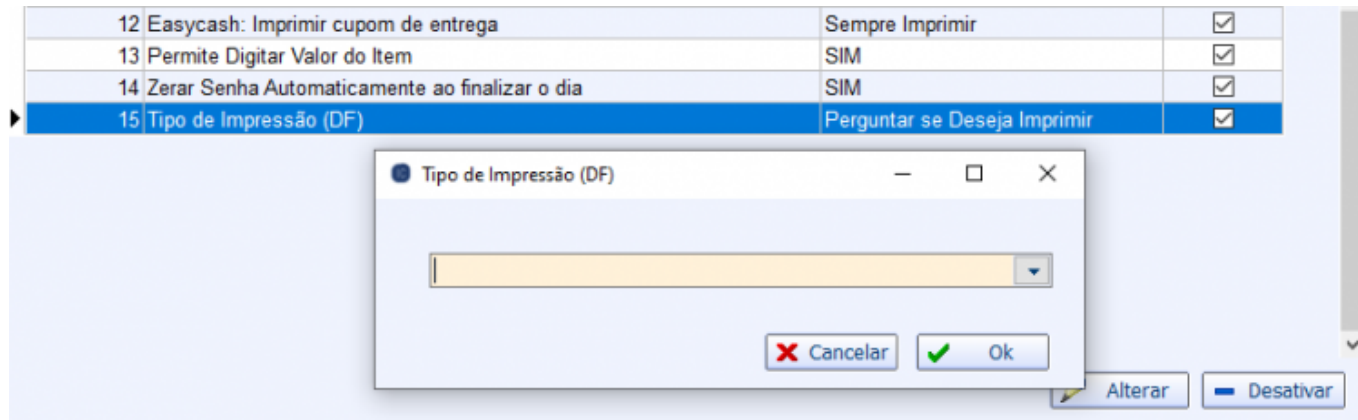 12 Easycash: Imprimir cupom de entrega Sempre Imprimir
13 Permite Digitar Valor do Item SIM
14 Zerar Senha Automaticamente ao finalizar o dia SIM
15 Tipo de Impressão (DF) Perguntar se Deseja Imprimir
Tipo de Impressão (DF)
Cancelar Ok
Alterar Desativar